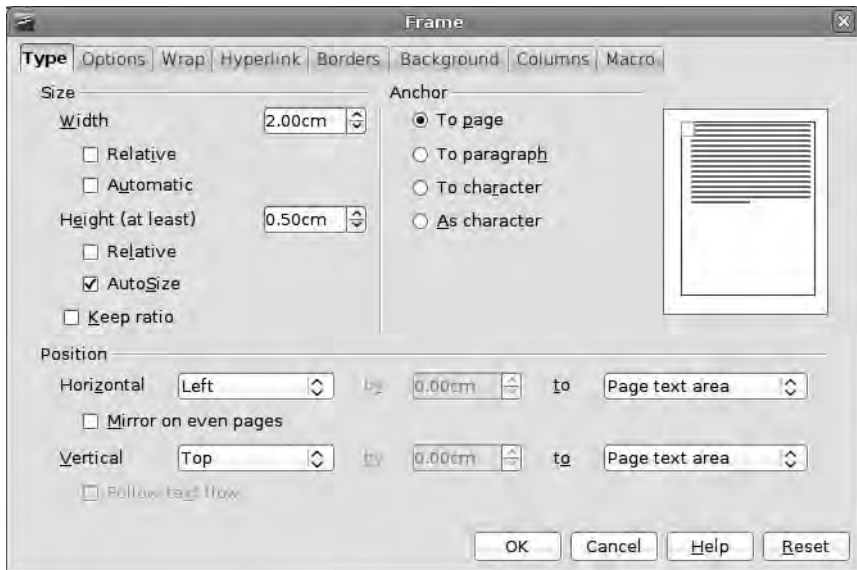 Frame
Type Options Wrap Hyperlink Borders Background Columns Macro
Size
Width 2.00cm
Relative
Automatic
Height (at least) 0.50cm
Relative
AutoSize
Keep ratio
Anchor
To page
To paragraph
To character
As character
Position
Horizontal Left by 0.00cm to Page text area
Mirror on even pages
Vertical Top by 0.00cm to Page text area
Follow text flow
OK Cancel Help Reset